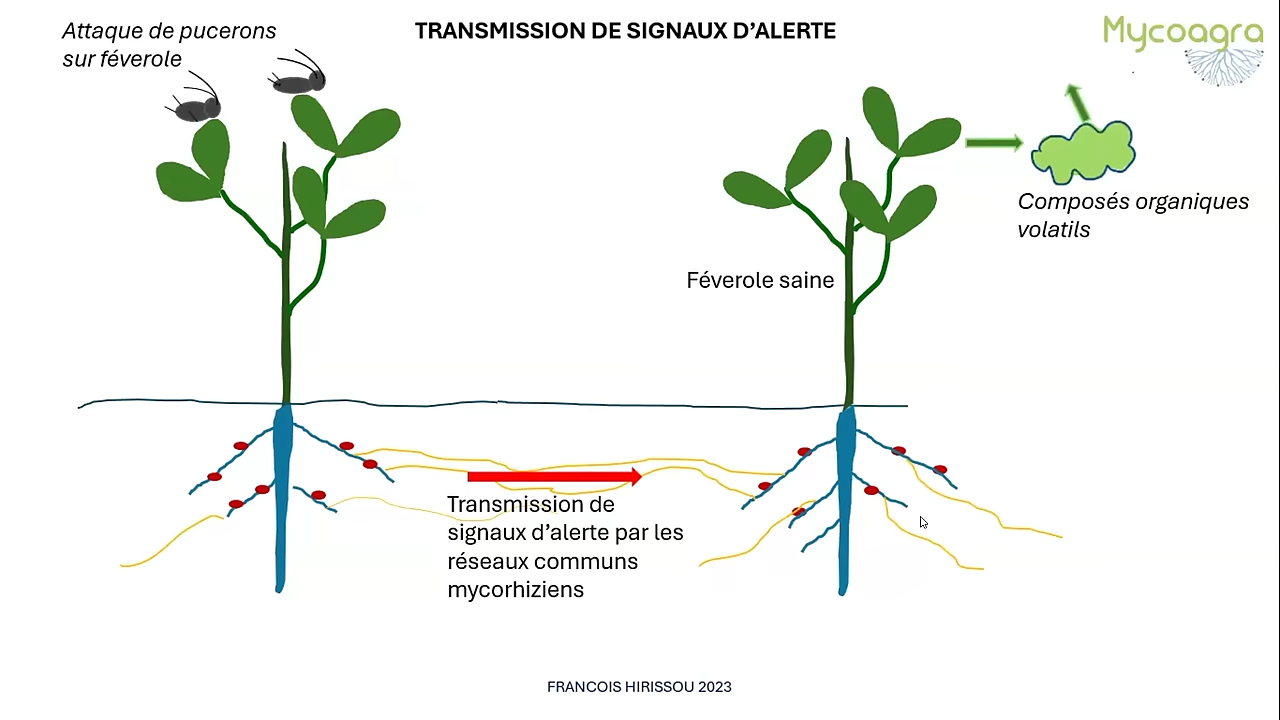 Attaque de pucerons
sur féverole
TRANSMISSION DE SIGNAUX D’ALERTE
Mycoagra
Composés organiques
volatils
Féverole saine
Transmission de
signaux d’alerte par les
réseaux communs
mycorhiziens
FRANCOIS HIRISSOU 2023